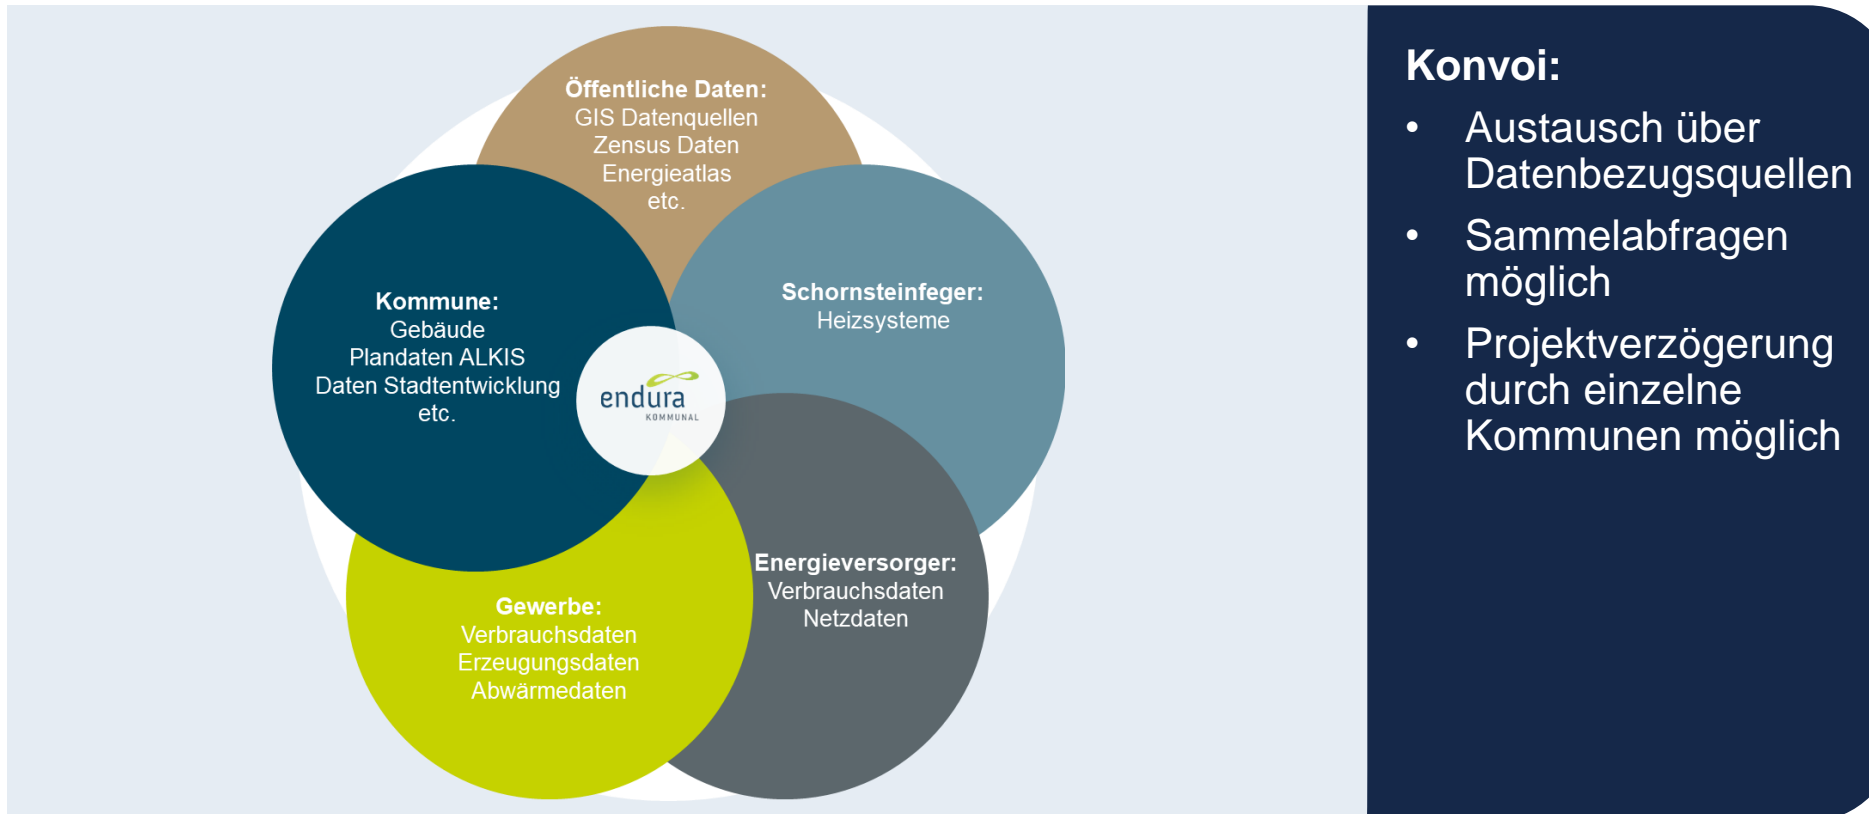 Öffentliche Daten:
GIS Datenquellen
Zensus Daten
Energieatlas
etc.
Kommune:
Gebäude
Plandaten ALKIS
Daten Stadtentwicklung
etc.
Schornsteinfeger:
Heizsysteme
endura
KOMMUNAL
Energieversorger:
Verbrauchsdaten
Netzdaten
Gewerbe:
Verbrauchsdaten
Erzeugungsdaten
Abwärmedaten
Konvoi:
• Austausch über
Datenbezugsquellen
• Sammelabfragen
möglich
• Projektverzögerung
durch einzelne
Kommunen möglich